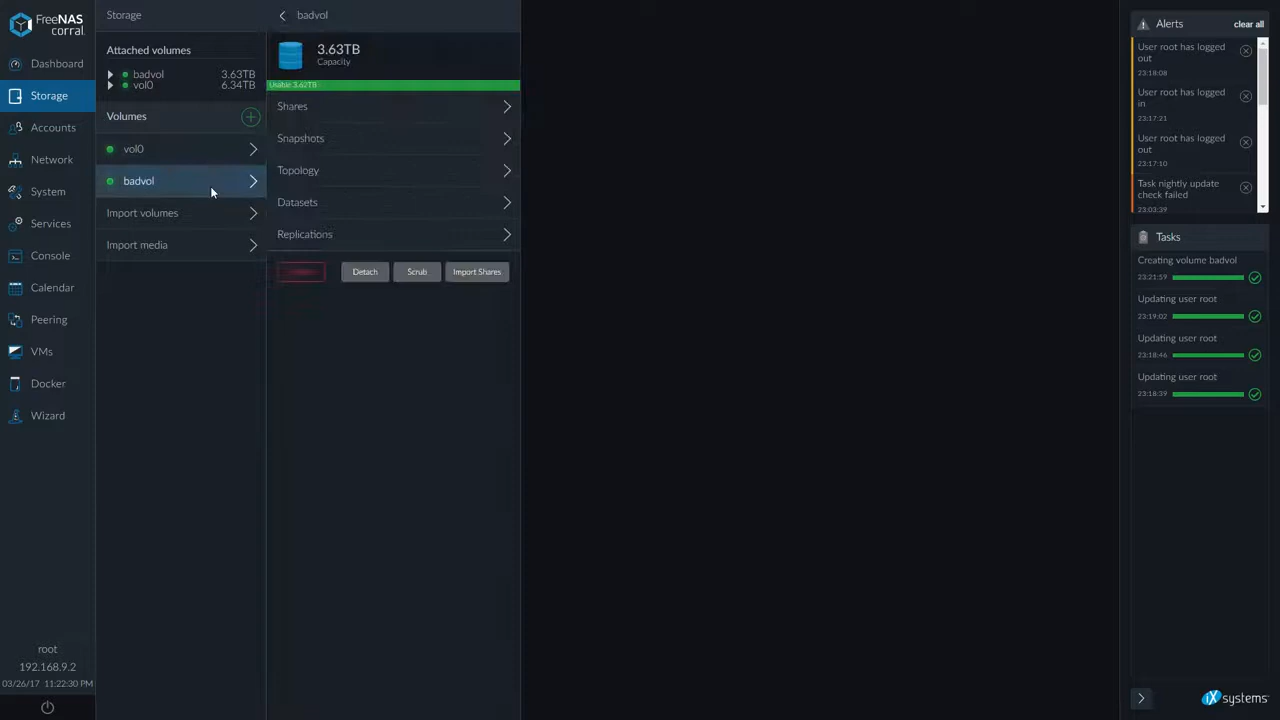 FreeNAS
corral.
Dashboard
Storage
Accounts
Network
System
Services
Console
Calendar
Peering
VMs
Docker
Wizard
root
192.168.9.2
03/26/17 11:22:30 PM
Storage
Attached volumes
badvol 3.63TB
vol0 6.34TB
Volumes
vol0
badvol
Import volumes
Import media
badvol
3.63TB
Capacity
Usable 3.62TB
Shares
Snapshots
Topology
Datasets
Replications
Detach Scrub Import Shares
Alerts clear all
User root has logged
out
23:18:08
User root has logged
in
23:17:21
User root has logged
out
23:17:10
Task nightly update
check failed
23:03:39
Tasks
Creating volume badvol
23:21:59
Updating user root
23:19:02
Updating user root
23:18:46
Updating user root
23:18:39
iXsystems